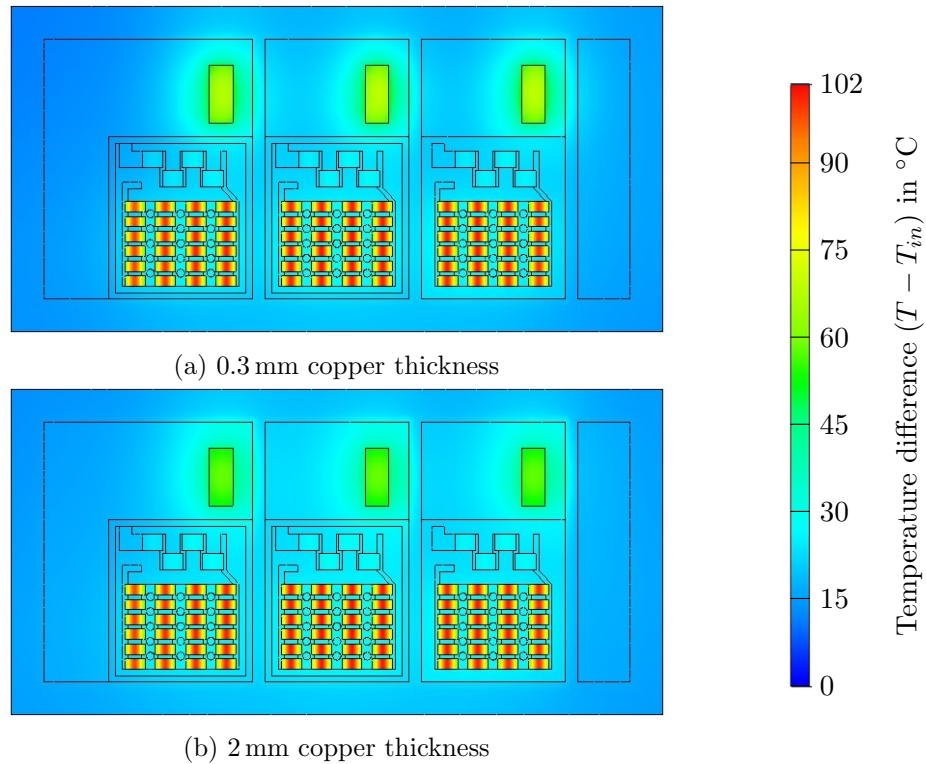 (a) 0.3 mm copper thickness
(b) 2 mm copper thickness
102
90
75
60
45
30
15
0
Temperature difference (T − T_in) in °C